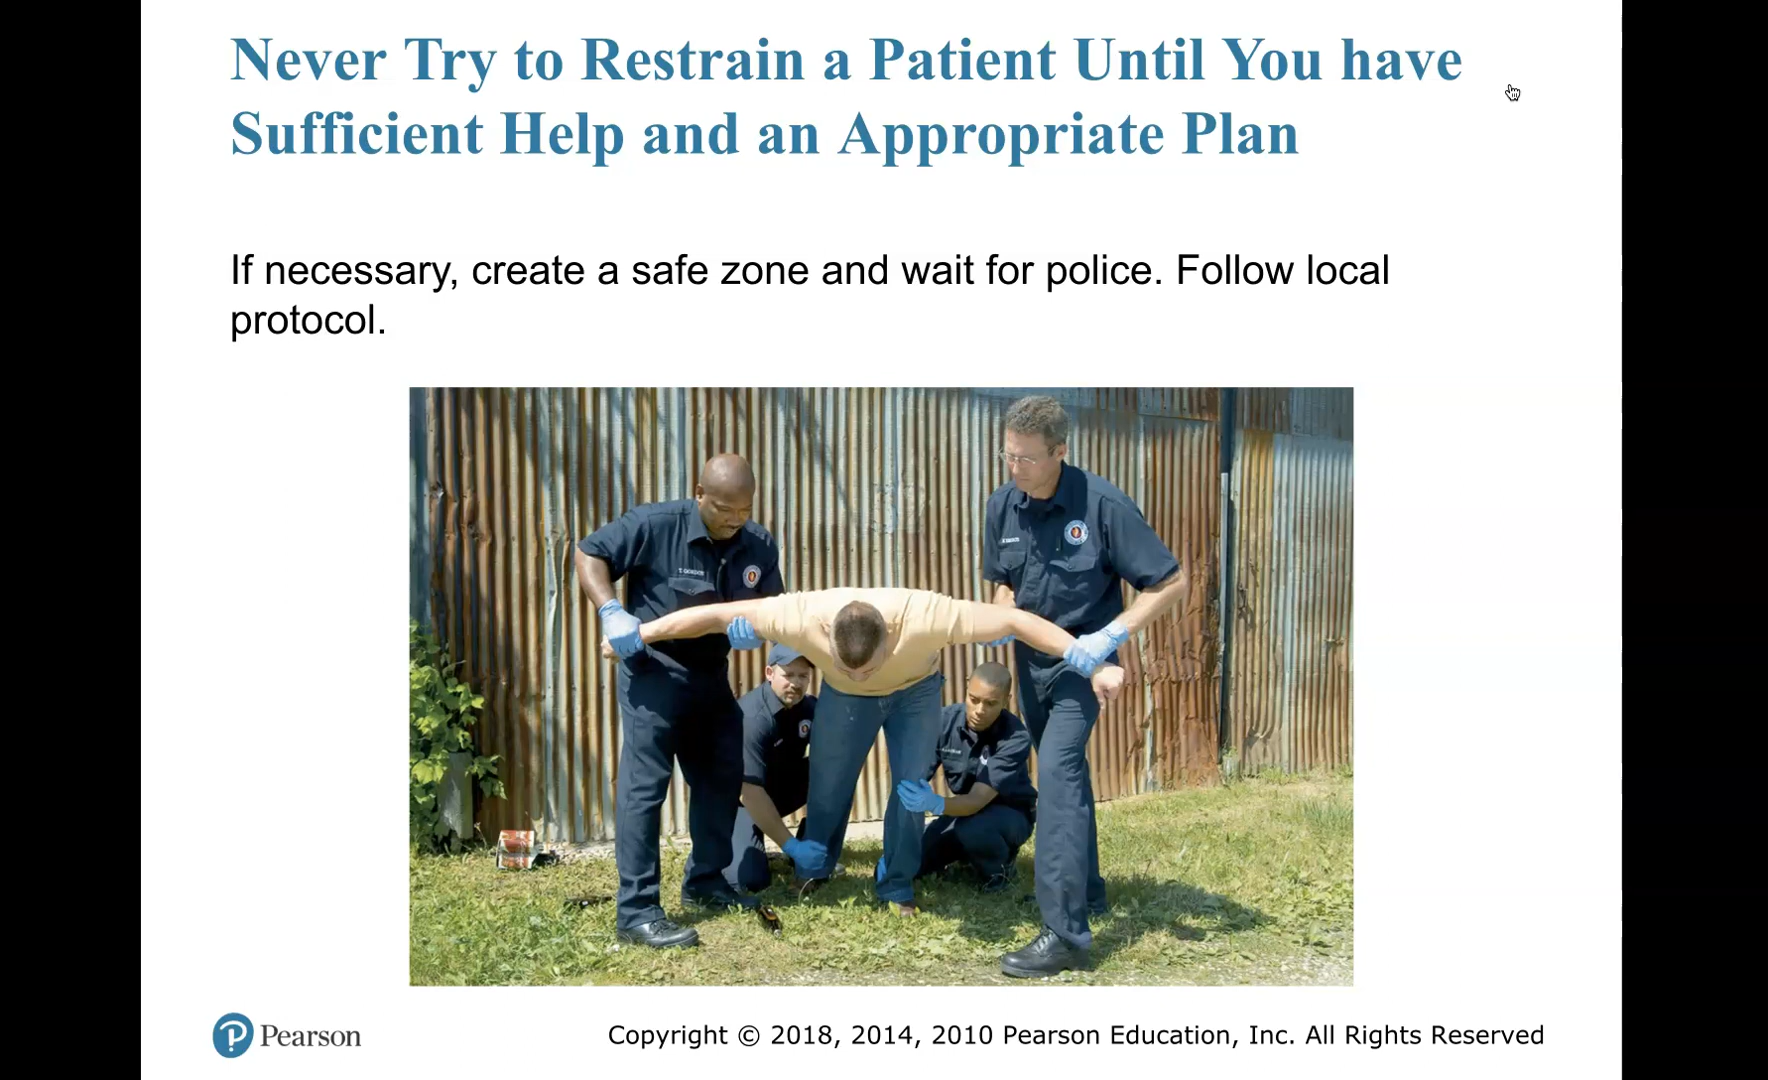 Never Try to Restrain a Patient Until You have
Sufficient Help and an Appropriate Plan
If necessary, create a safe zone and wait for police. Follow local
protocol.
T. GORDON
Pearson
Copyright © 2018, 2014, 2010 Pearson Education, Inc. All Rights Reserved